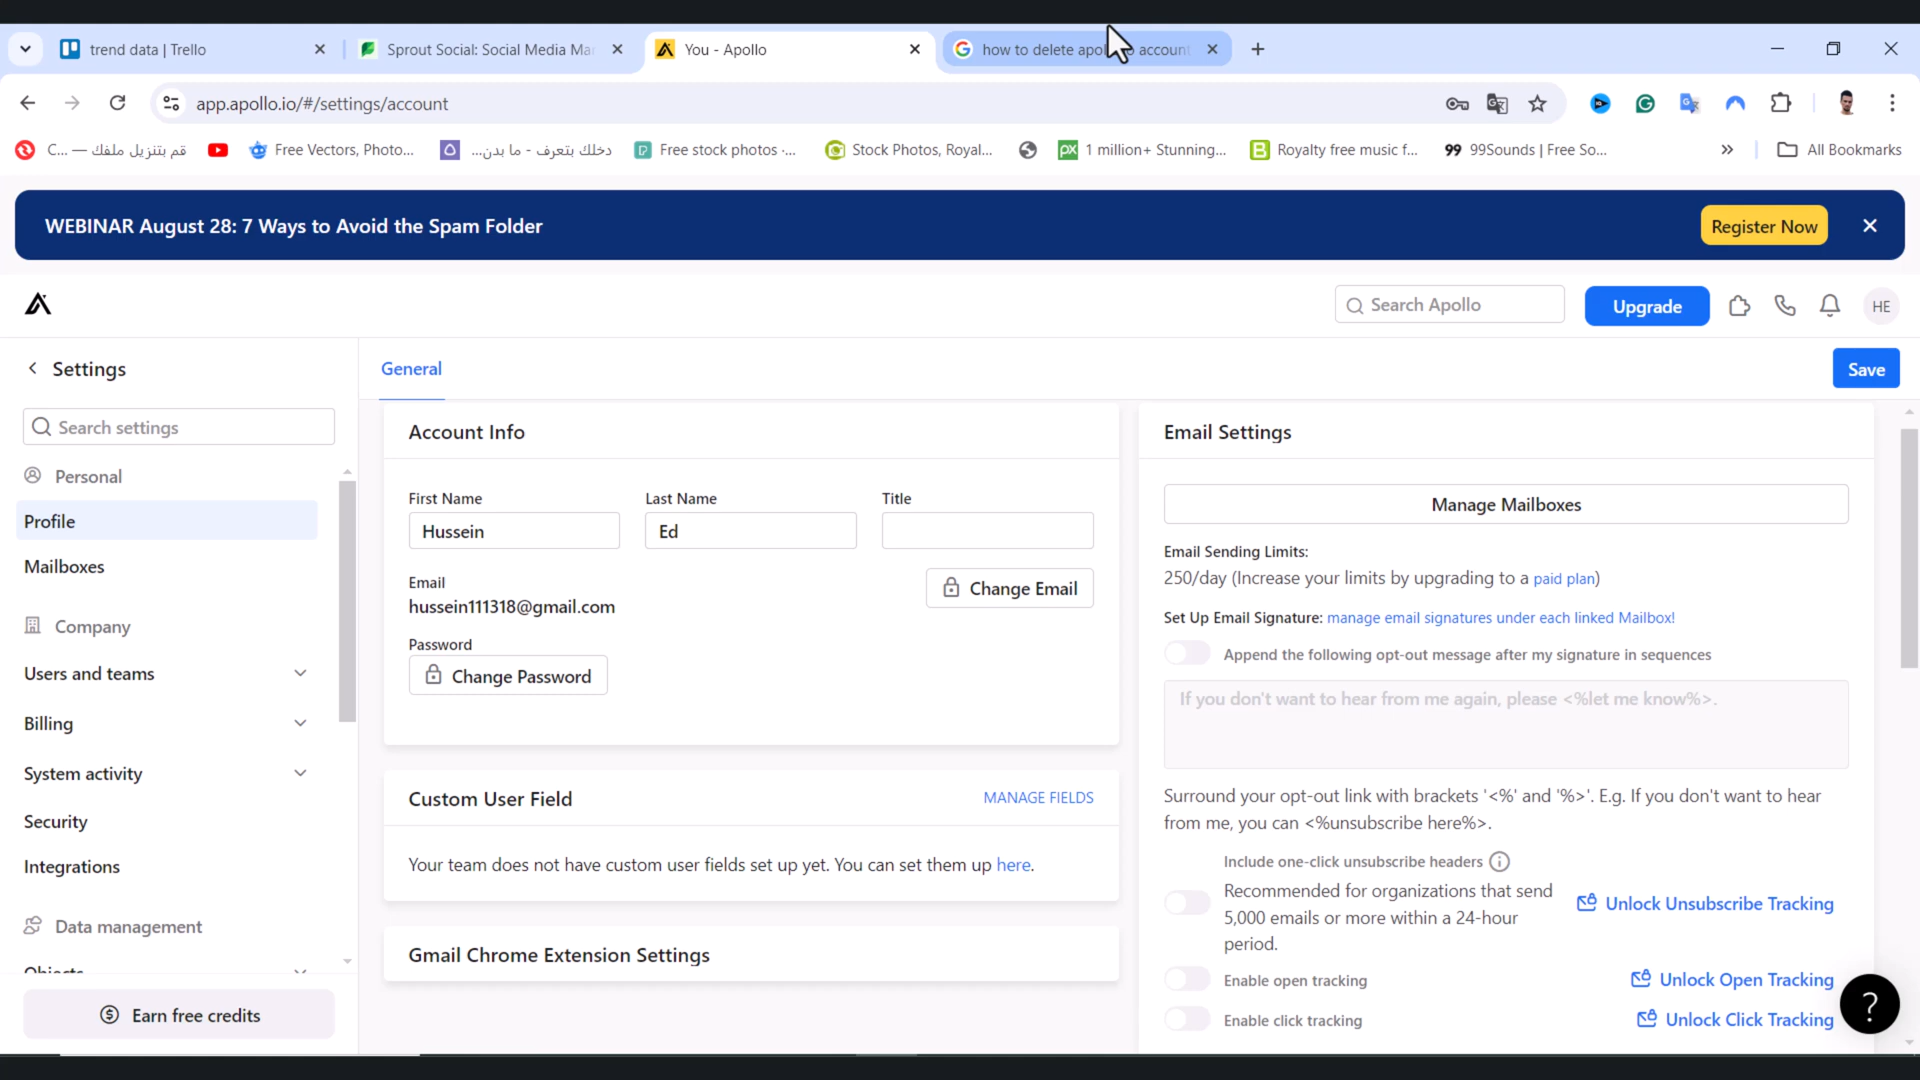 trend data | Trello
Sprout Social: Social Media Ma
You - Apollo
how to delete apol account
app.apollo.io/#/settings/account
قم بتنزيل ملفك — C...
Free Vectors, Photo...
دخلك بتعرف - ما بدن...
Free stock photos ·...
Stock Photos, Royal...
px 1 million+ Stunning...
B Royalty free music f...
99 99Sounds | Free So...
»
All Bookmarks
WEBINAR August 28: 7 Ways to Avoid the Spam Folder
Register Now
Search Apollo
Upgrade
HE
Settings
General
Save
Search settings
Personal
Profile
Mailboxes
Company
Users and teams
Billing
System activity
Security
Integrations
Data management
Objects
Earn free credits
Account Info
First Name
Last Name
Title
Hussein
Ed
Email
hussein111318@gmail.com
Change Email
Password
Change Password
Custom User Field
MANAGE FIELDS
Your team does not have custom user fields set up yet. You can set them up here.
Gmail Chrome Extension Settings
Email Settings
Manage Mailboxes
Email Sending Limits:
250/day (Increase your limits by upgrading to a paid plan)
Set Up Email Signature: manage email signatures under each linked Mailbox!
Append the following opt-out message after my signature in sequences
If you don't want to hear from me again, please <%let me know%>.
Surround your opt-out link with brackets '<%' and '%>'. E.g. If you don't want to hear
from me, you can <%unsubscribe here%>.
Include one-click unsubscribe headers
Recommended for organizations that send
5,000 emails or more within a 24-hour
period.
Unlock Unsubscribe Tracking
Enable open tracking
Unlock Open Tracking
Enable click tracking
Unlock Click Tracking
?